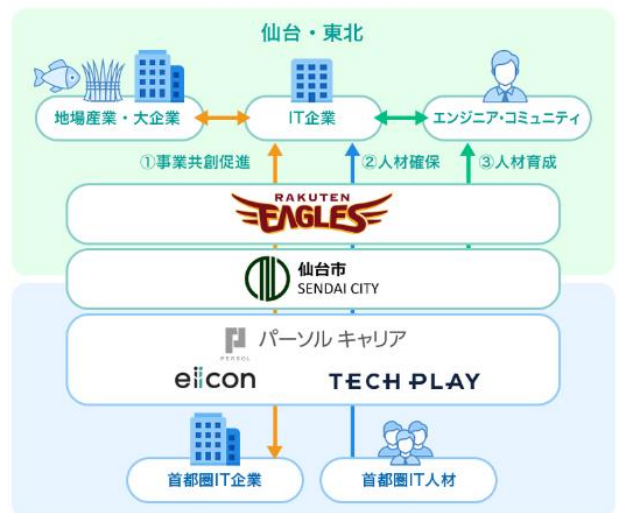 仙台・東北
地場産業・大企業
IT企業
エンジニア・コミュニティ
①事業共創促進
②人材確保
③人材育成
RAKUTEN
EAGLES
仙台市
SENDAI CITY
PERSOL
パーソル キャリア
eiicon
TECH PLAY
首都圏IT企業
首都圏IT人材